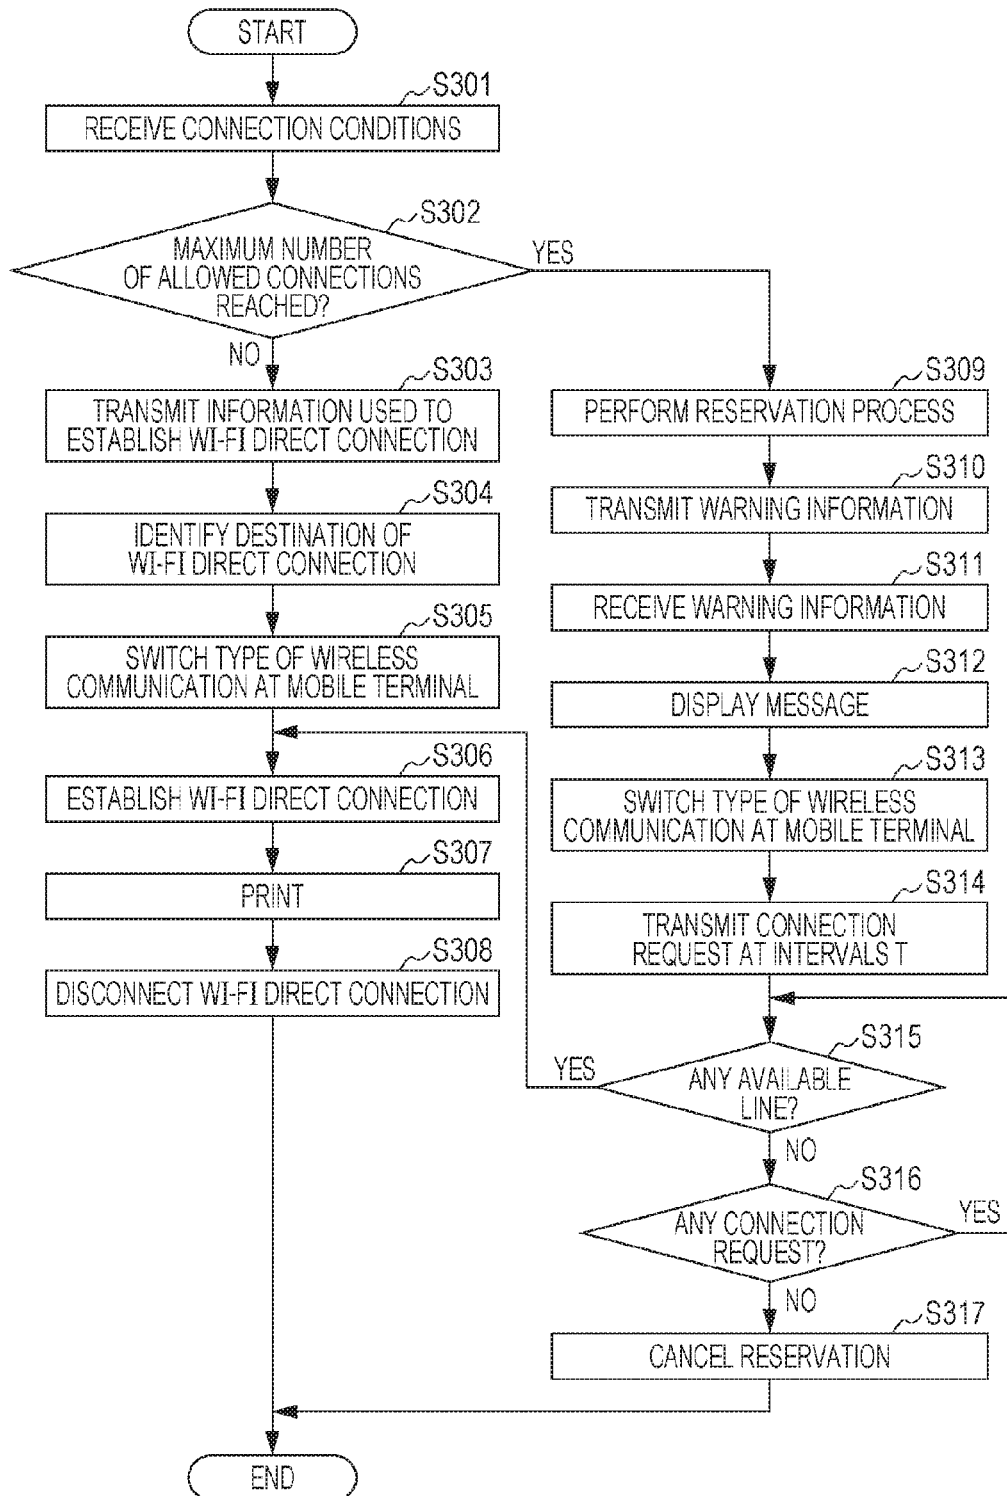 START
S301
RECEIVE CONNECTION CONDITIONS
S302
MAXIMUM NUMBER
OF ALLOWED CONNECTIONS
REACHED?
YES
NO
S303
TRANSMIT INFORMATION USED TO
ESTABLISH WI-FI DIRECT CONNECTION
S304
IDENTIFY DESTINATION OF
WI-FI DIRECT CONNECTION
S305
SWITCH TYPE OF WIRELESS
COMMUNICATION AT MOBILE TERMINAL
S306
ESTABLISH WI-FI DIRECT CONNECTION
S307
PRINT
S308
DISCONNECT WI-FI DIRECT CONNECTION
S309
PERFORM RESERVATION PROCESS
S310
TRANSMIT WARNING INFORMATION
S311
RECEIVE WARNING INFORMATION
S312
DISPLAY MESSAGE
S313
SWITCH TYPE OF WIRELESS
COMMUNICATION AT MOBILE TERMINAL
S314
TRANSMIT CONNECTION
REQUEST AT INTERVALS T
S315
YES
ANY AVAILABLE
LINE?
NO
S316
ANY CONNECTION
REQUEST?
YES
NO
S317
CANCEL RESERVATION
END